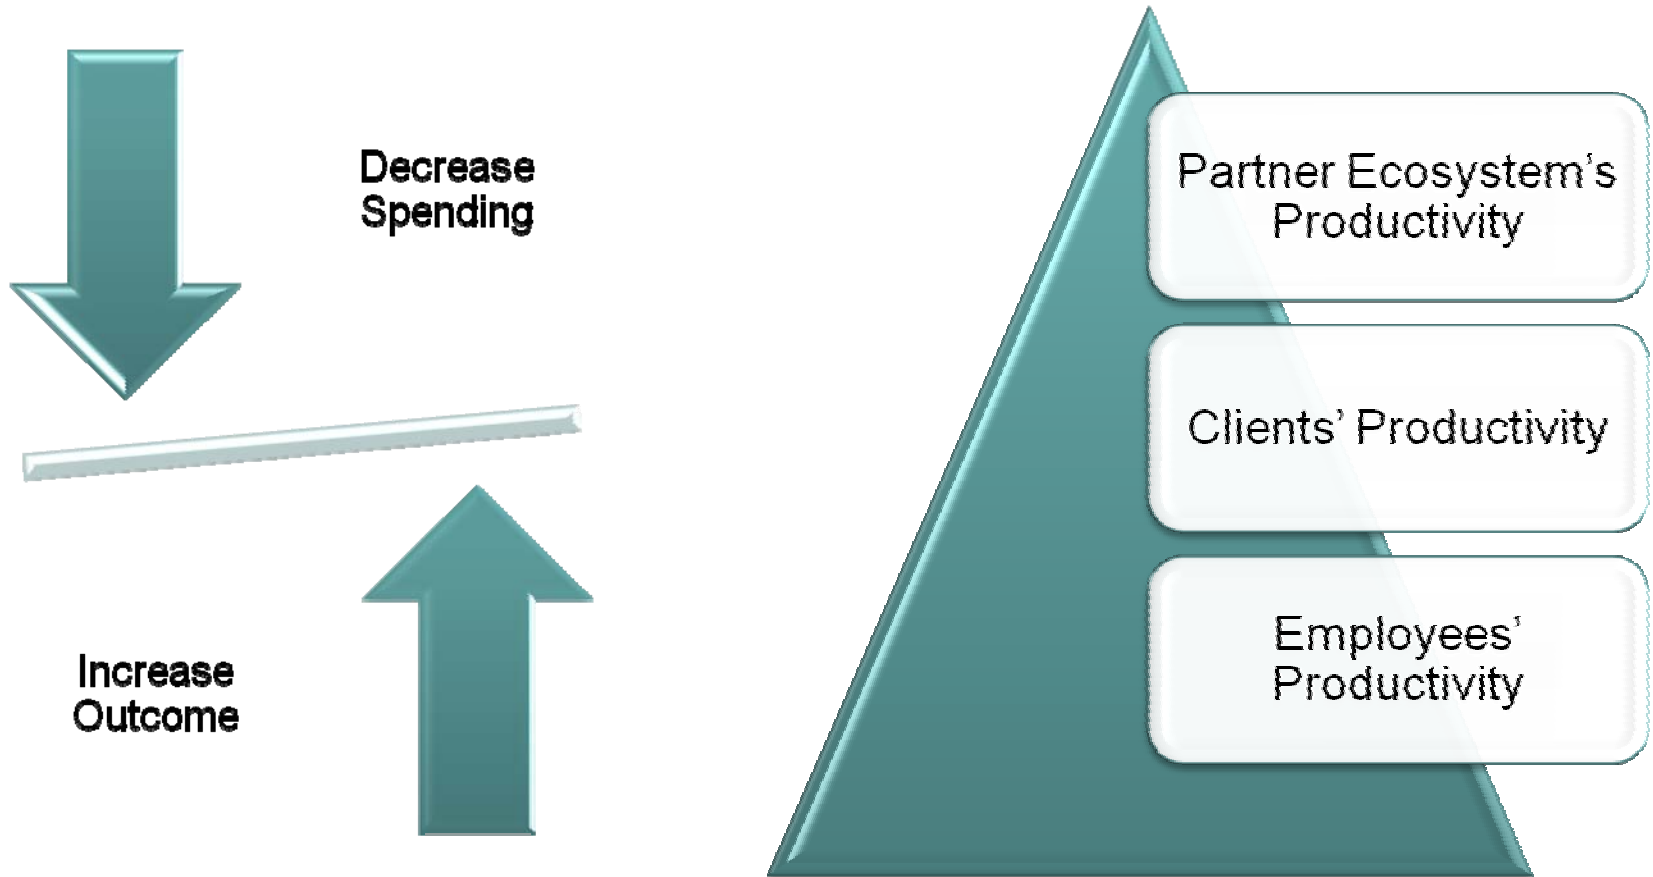 Decrease
Spending
Increase
Outcome
Partner Ecosystem's
Productivity
Clients’ Productivity
Employees’
Productivity